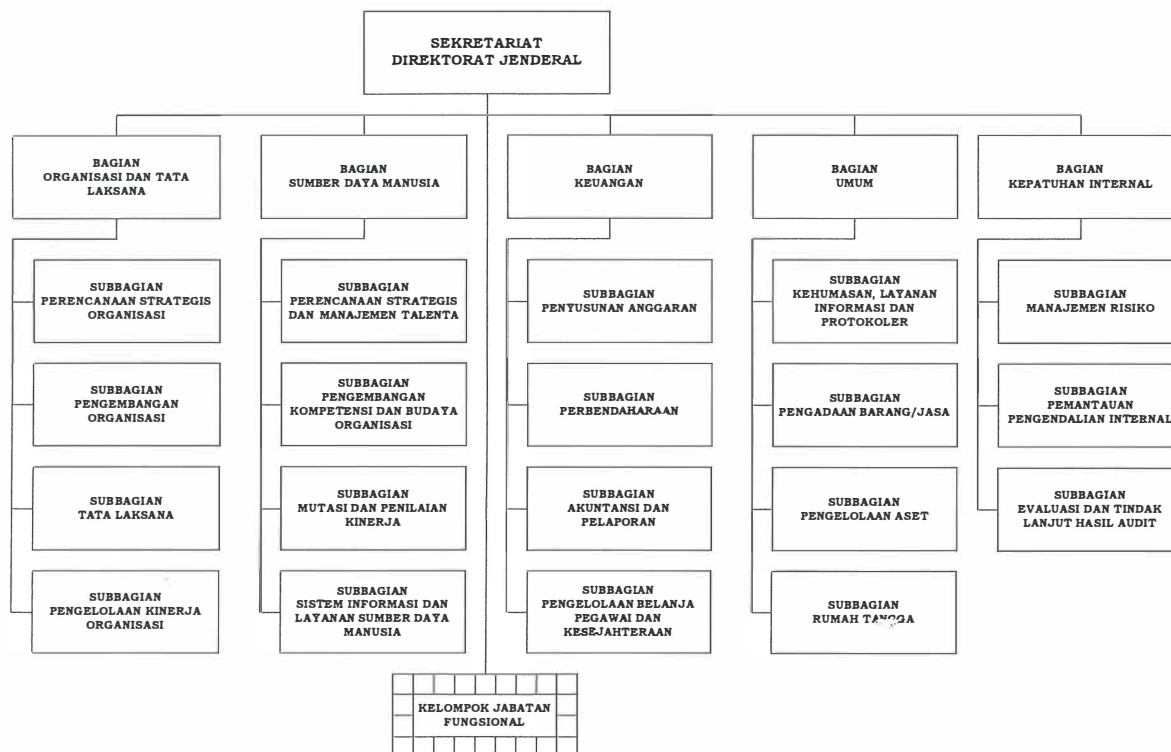 SEKRETARIAT
DIREKTORAT JENDERAL
BAGIAN
ORGANISASI DAN TATA
LAKSANA
BAGIAN
SUMBER DAYA MANUSIA
BAGIAN
KEUANGAN
BAGIAN
UMUM
BAGIAN
KEPATUHAN INTERNAL
SUBBAGIAN
PERENCANAAN STRATEGIS
ORGANISASI
SUBBAGIAN
PERENCANAAN STRATEGIS
DAN MANAJEMEN TALENTA
SUBBAGIAN
PENYUSUNAN ANGGARAN
SUBBAGIAN
KEHUMASAN, LAYANAN
INFORMASI DAN
PROTOKOLER
SUBBAGIAN
MANAJEMEN RISIKO
SUBBAGIAN
PENGEMBANGAN
ORGANISASI
SUBBAGIAN
PENGEMBANGAN
KOMPETENSI DAN BUDAYA
ORGANISASI
SUBBAGIAN
PERBENDAHARAAN
SUBBAGIAN
PENGADAAN BARANG/JASA
SUBBAGIAN
PEMANTAUAN
PENGENDALIAN INTERNAL
SUBBAGIAN
TATA LAKSANA
SUBBAGIAN
MUTASI DAN PENILAIAN
KINERJA
SUBBAGIAN
AKUNTANSI DAN
PELAPORAN
SUBBAGIAN
PENGELOLAAN ASET
SUBBAGIAN
EVALUASI DAN TINDAK
LANJUT HASIL AUDIT
SUBBAGIAN
PENGELOLAAN KINERJA
ORGANISASI
SUBBAGIAN
SISTEM INFORMASI DAN
LAYANAN SUMBER DAYA
MANUSIA
SUBBAGIAN
PENGELOLAAN BELANJA
PEGAWAI DAN
KESEJAHTERAAN
SUBBAGIAN
RUMAH TANGGA
KELOMPOK JABATAN
FUNGSIONAL